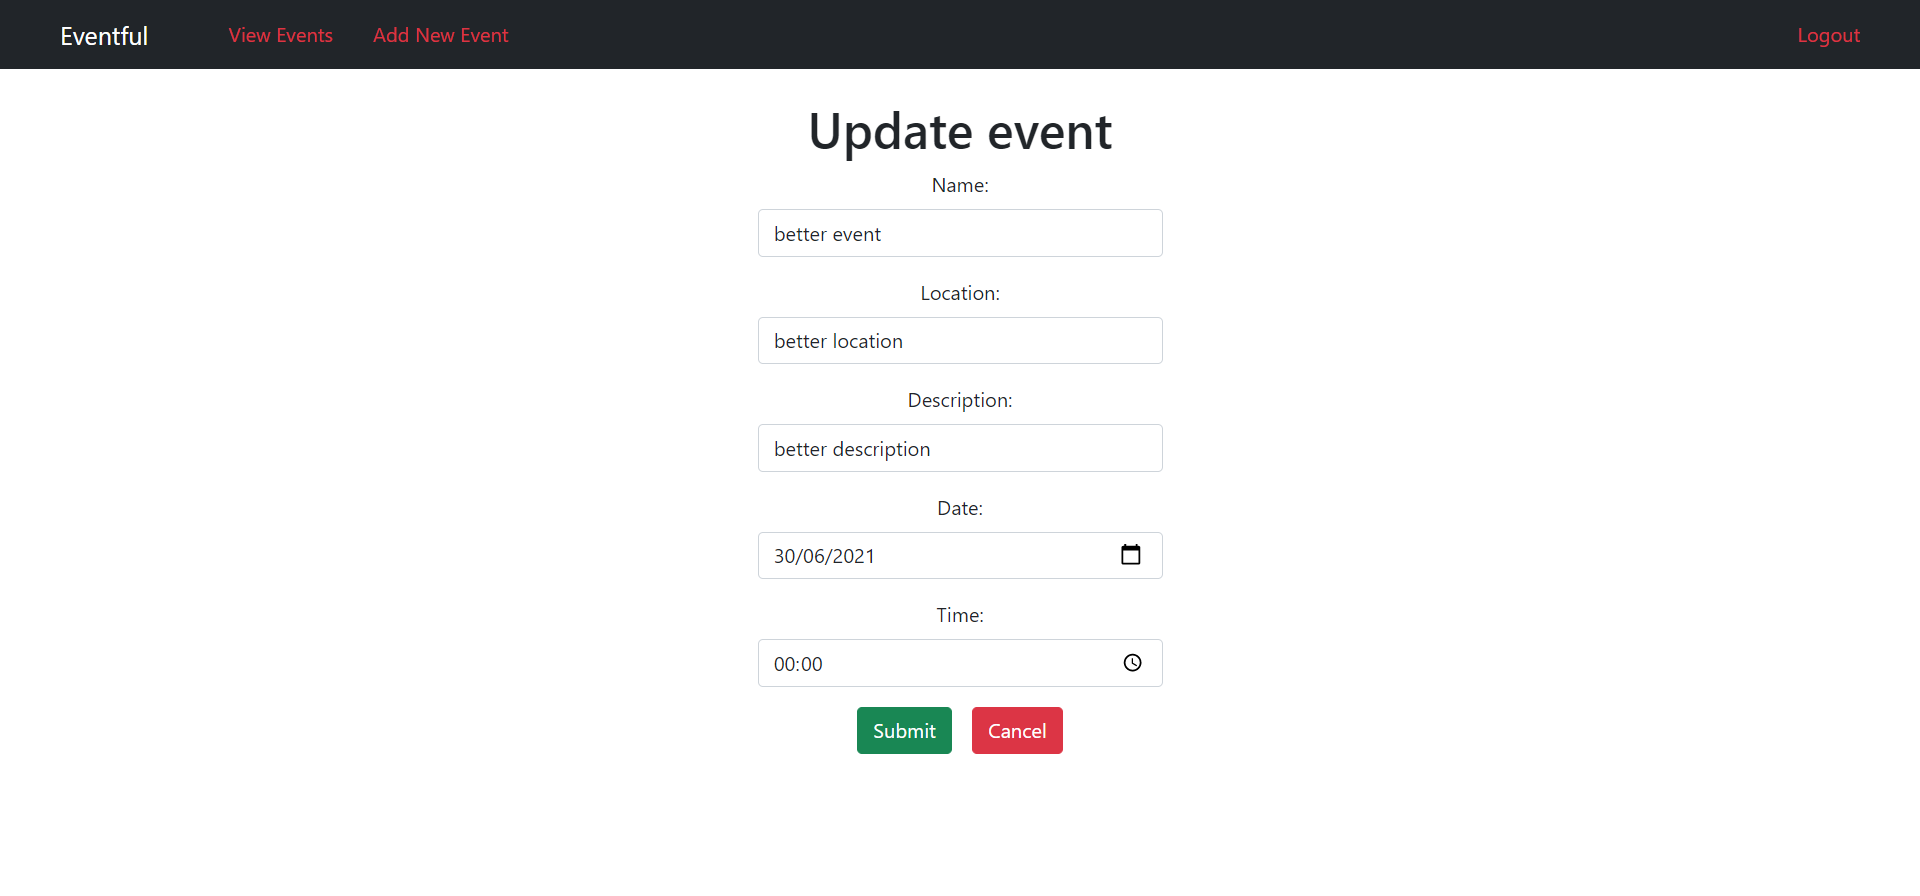 Eventful View Events Add New Event Logout
Update event
Name:
better event
Location:
better location
Description:
better description
Date:
30/06/2021
Time:
00:00
Submit Cancel